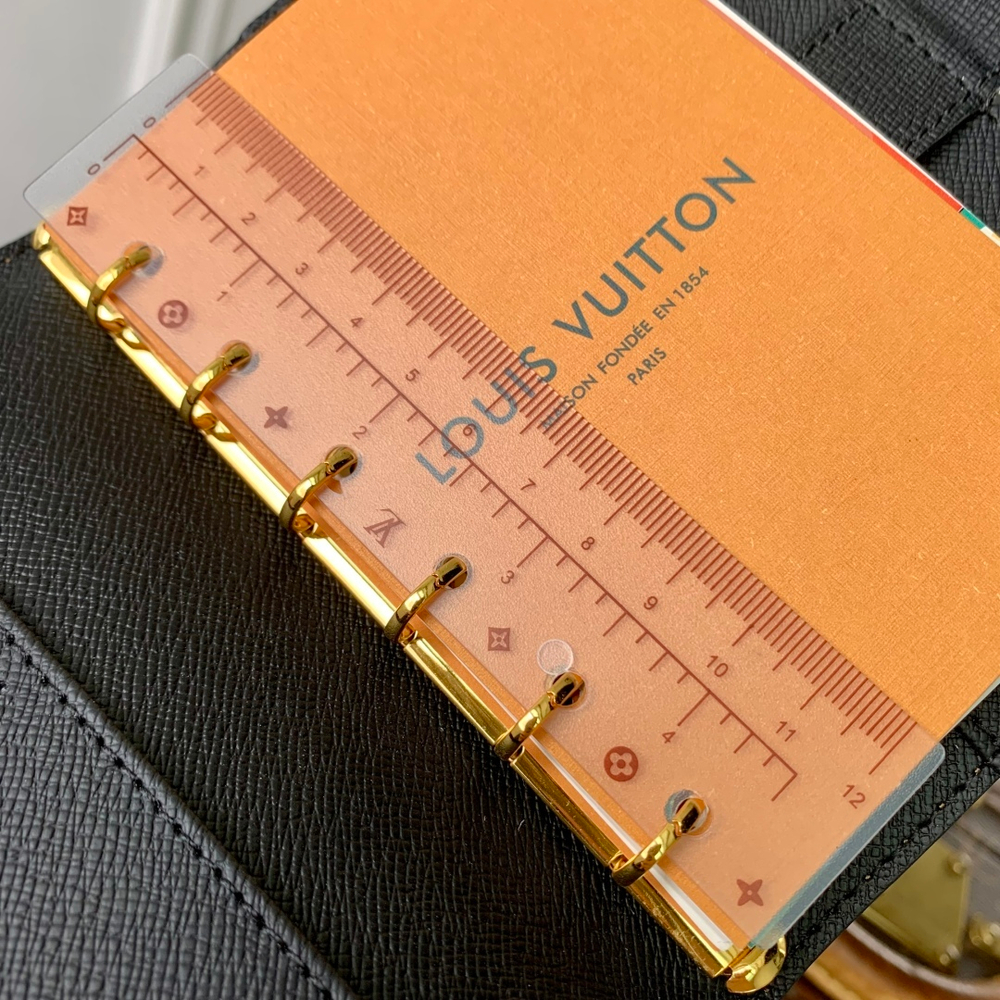 LOUIS VUITTON
MAISON FONDÉE EN 1854
PARIS
0 1 2 3 4 5 6 7 8 9 10 11 12
0 1 2 3 4
LV